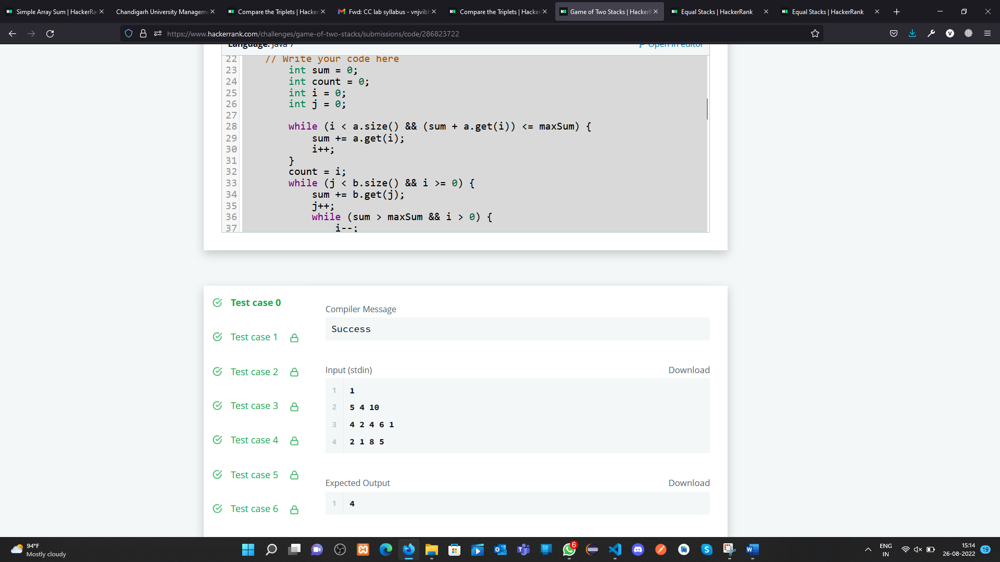 Simple Array Sum | HackerRa
Chandigarh University Managem
Compare the Triplets | Hacker
Fwd: CC lab syllabus - vnjvibh
Compare the Triplets | Hacker
Game of Two Stacks | HackerR
Equal Stacks | HackerRank
Equal Stacks | HackerRank
https://www.hackerrank.com/challenges/game-of-two-stacks/submissions/code/286823722
Language: Java 7
Open in editor
22 // Write your code here
23 int sum = 0;
24 int count = 0;
25 int i = 0;
26 int j = 0;
27
28 while (i < a.size() && (sum + a.get(i)) <= maxSum) {
29 sum += a.get(i);
30 i++;
31 }
32 count = i;
33 while (j < b.size() && i >= 0) {
34 sum += b.get(j);
35 j++;
36 while (sum > maxSum && i > 0) {
37 i--;
Test case 0
Test case 1
Test case 2
Test case 3
Test case 4
Test case 5
Test case 6
Compiler Message
Success
Input (stdin)
Download
1 1
2 5 4 10
3 4 2 4 6 1
4 2 1 8 5
Expected Output
Download
1 4
94°F
Mostly cloudy
6
ENG
IN
15:14
26-08-2022
19